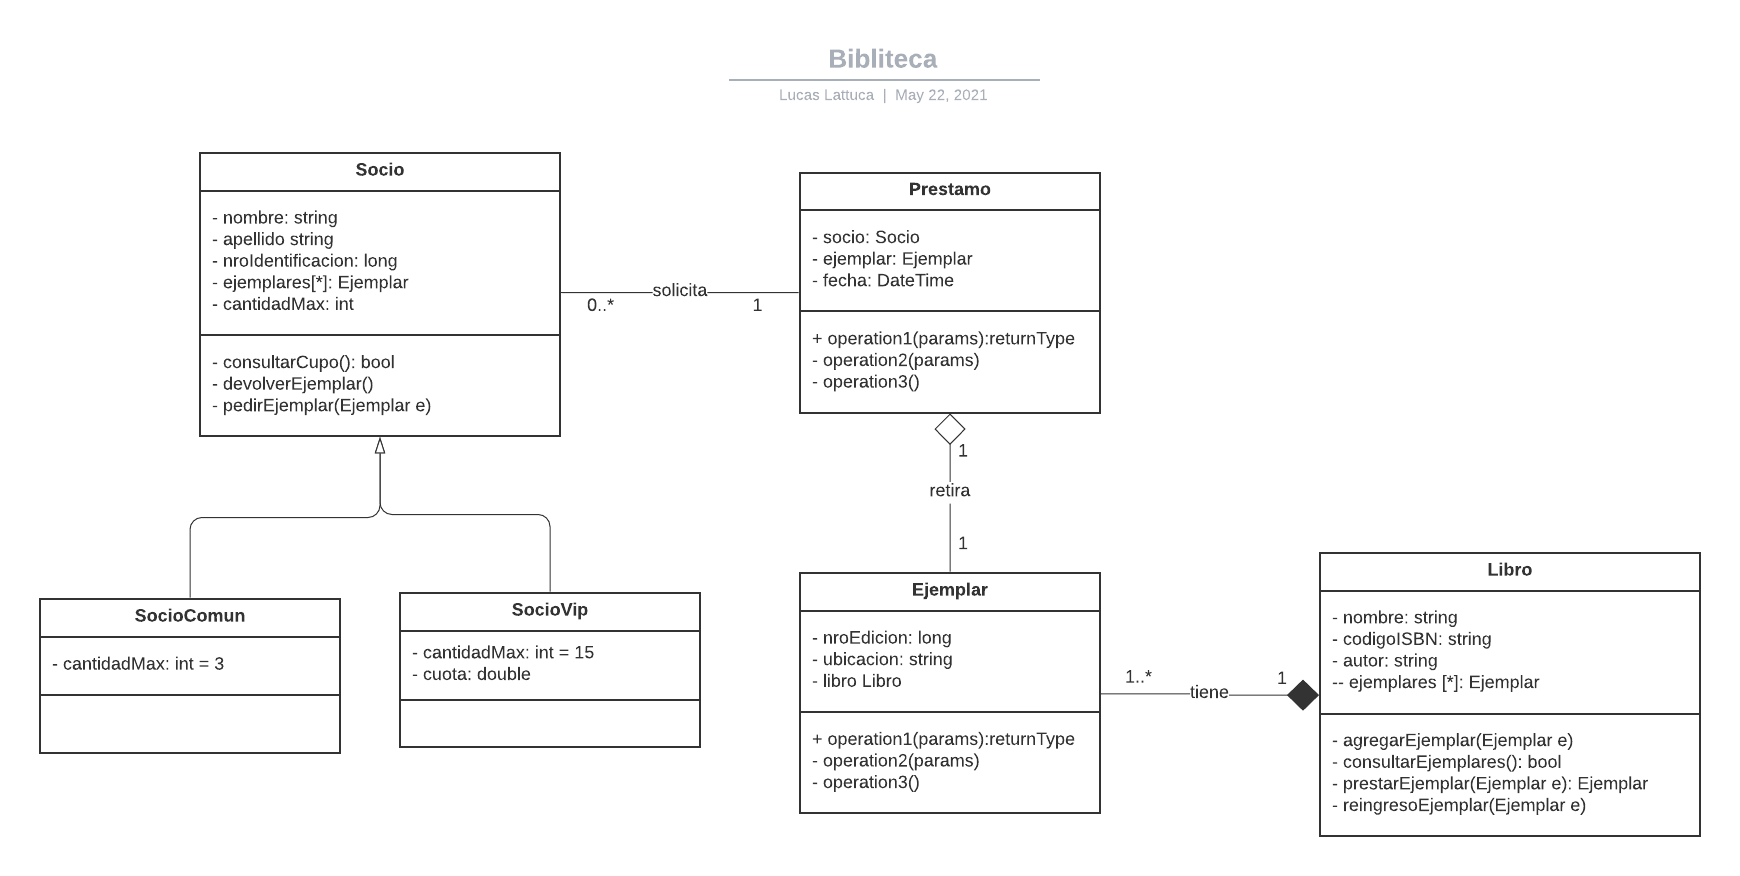 Bibliteca
Lucas Lattuca | May 22, 2021
Socio
- nombre: string
- apellido string
- nroIdentificacion: long
- ejemplares[*]: Ejemplar
- cantidadMax: int
- consultarCupo(): bool
- devolverEjemplar()
- pedirEjemplar(Ejemplar e)
0..*
solicita
1
Prestamo
- socio: Socio
- ejemplar: Ejemplar
- fecha: DateTime
+ operation1(params):returnType
- operation2(params)
- operation3()
1
retira
1
SocioComun
- cantidadMax: int = 3
SocioVip
- cantidadMax: int = 15
- cuota: double
Ejemplar
- nroEdicion: long
- ubicacion: string
- libro Libro
+ operation1(params):returnType
- operation2(params)
- operation3()
1..*
tiene
1
Libro
- nombre: string
- codigoISBN: string
- autor: string
-- ejemplares [*]: Ejemplar
- agregarEjemplar(Ejemplar e)
- consultarEjemplares(): bool
- prestarEjemplar(Ejemplar e): Ejemplar
- reingresoEjemplar(Ejemplar e)